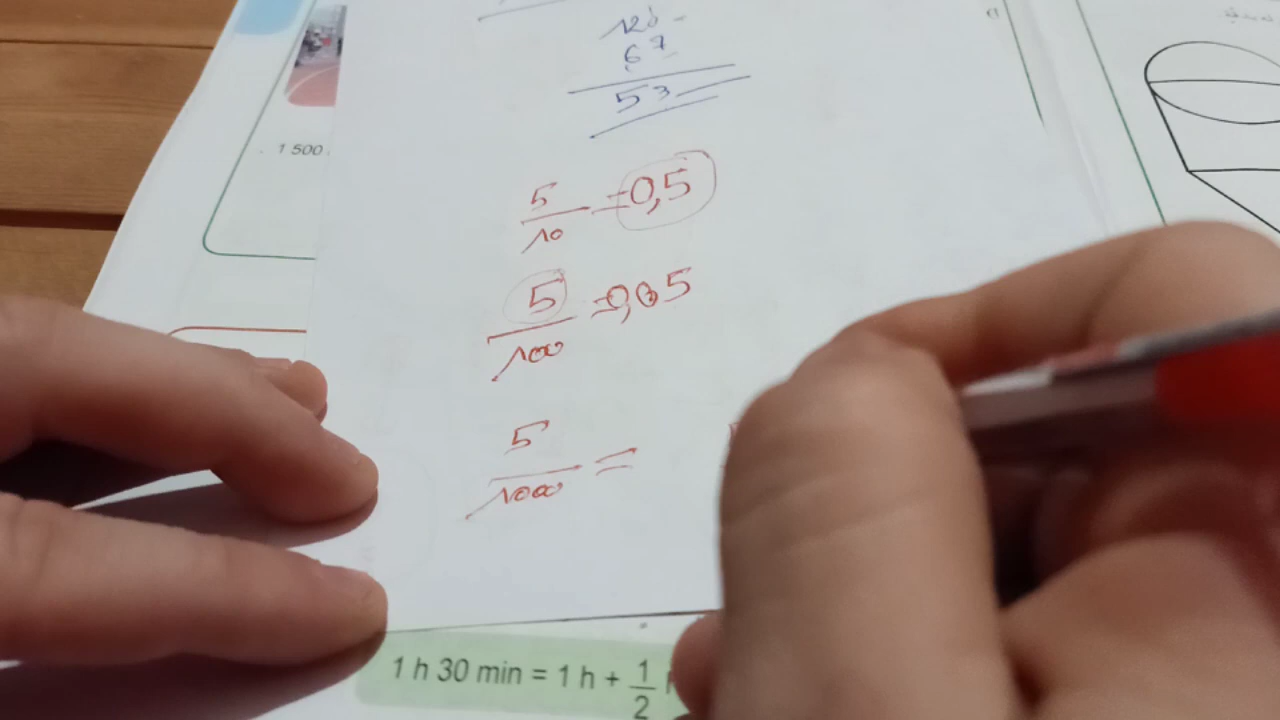 120 -
67
53
1 500
5/10 = 0,5
5/100 = 0,05
5/1000 =
1 h 30 min = 1 h + 1/2